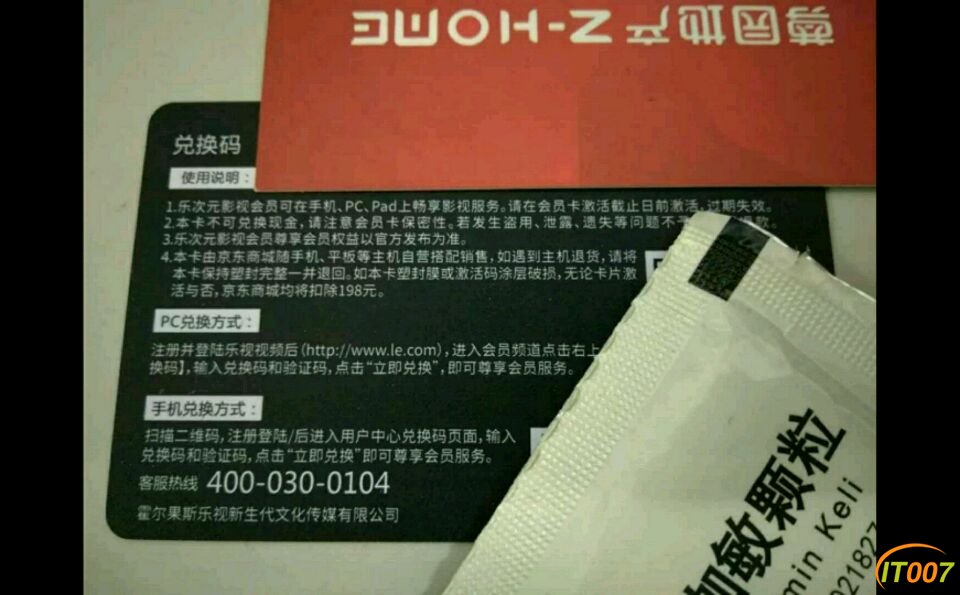 尊园地产 N-HOME
兑换码
使用说明：
1.乐次元影视会员可在手机、PC、Pad上畅享影视服务。请在会员卡激活截止日前激活，过期失效。
2.本卡不可兑换现金，请注意会员卡保密性。若发生盗用、泄露、遗失等问题不予
3.乐次元影视会员尊享会员权益以官方发布为准。
4.本卡由京东商城随手机、平板等主机自营搭配销售，如遇到主机退货，请将
本卡保持塑封完整一并退回。如本卡塑封膜或激活码涂层破损，无论卡片激
活与否，京东商城均将扣除198元。
PC兑换方式：
注册并登陆乐视视频后（http://www.le.com），进入会员频道点击右上
换码】，输入兑换码和验证码，点击“立即兑换”，即可尊享会员服务。
手机兑换方式：
扫描二维码，注册登陆/后进入用户中心兑换码页面，输入
兑换码和验证码，点击“立即兑换”即可尊享会员服务。
客服热线 400-030-0104
霍尔果斯乐视新生代文化传媒有限公司
敏颗粒
min Keli
021827
IT007